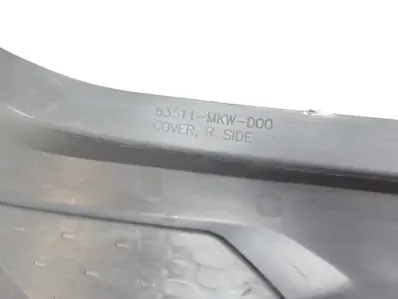 83511-MKW-D00
COVER, R SIDE